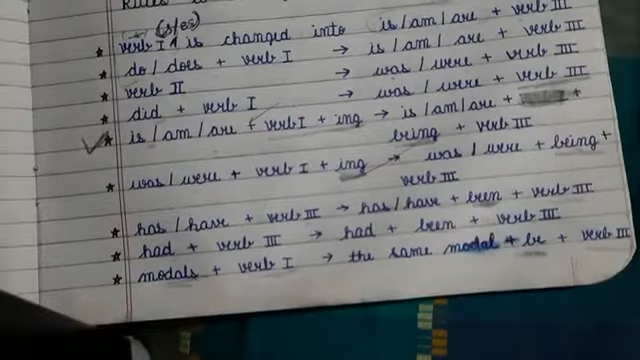 Rules
(s/es)
* verb I ^ is changed into is/am/are + verb III
* do/does + verb I → is/am/are + verb III
* verb II → was/were + verb III
* did + verb I → was/were + verb III
* is/am/are + verb I + ing → is/am/are + +
being + verb III
* was/were + verb I + ing → was/were + being +
verb III
* has/have + verb III → has/have + been + verb III
* had + verb III → had + been + verb III
* modals + verb I → the same modal + be + verb III